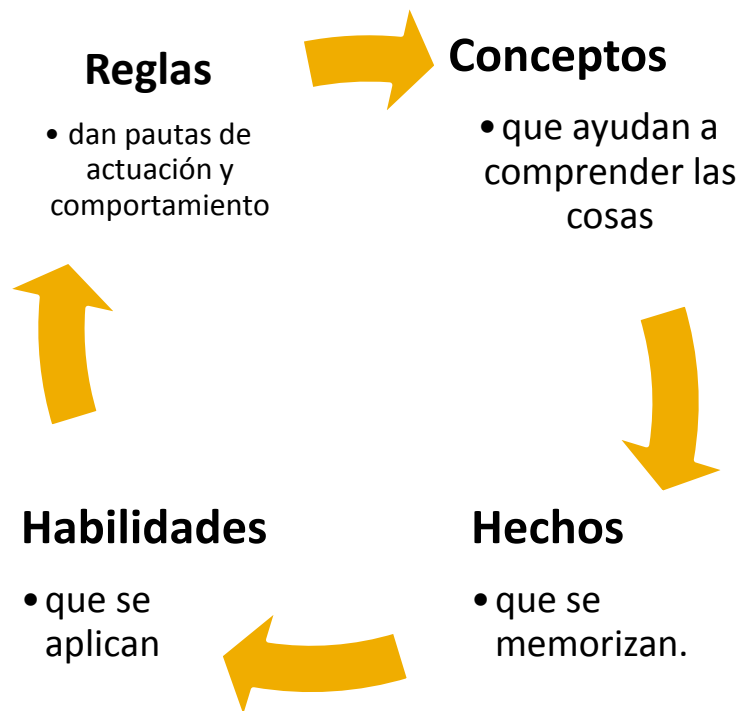 Reglas
• dan pautas de
actuación y
comportamiento
Conceptos
• que ayudan a
comprender las
cosas
Habilidades
• que se
aplican
Hechos
• que se
memorizan.